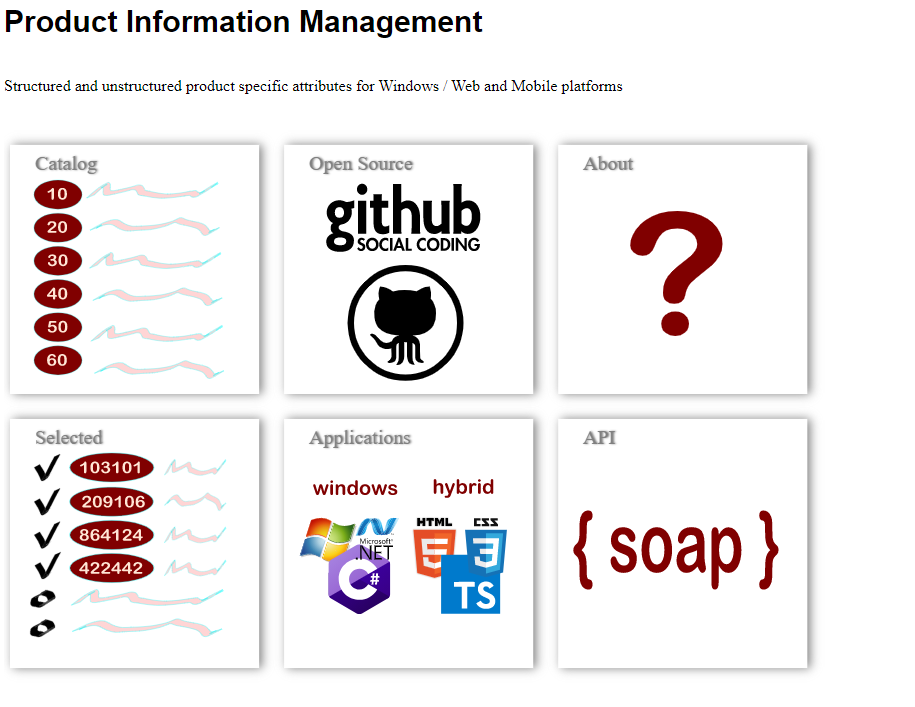 Product Information Management
Structured and unstructured product specific attributes for Windows / Web and Mobile platforms
Catalog
10
20
30
40
50
60
Open Source
github
SOCIAL CODING
About
?
Selected
103101
209106
864124
422442
Applications
windows
hybrid
Microsoft®
.NET
C#
HTML
5
CSS
3
TS
API
{ soap }